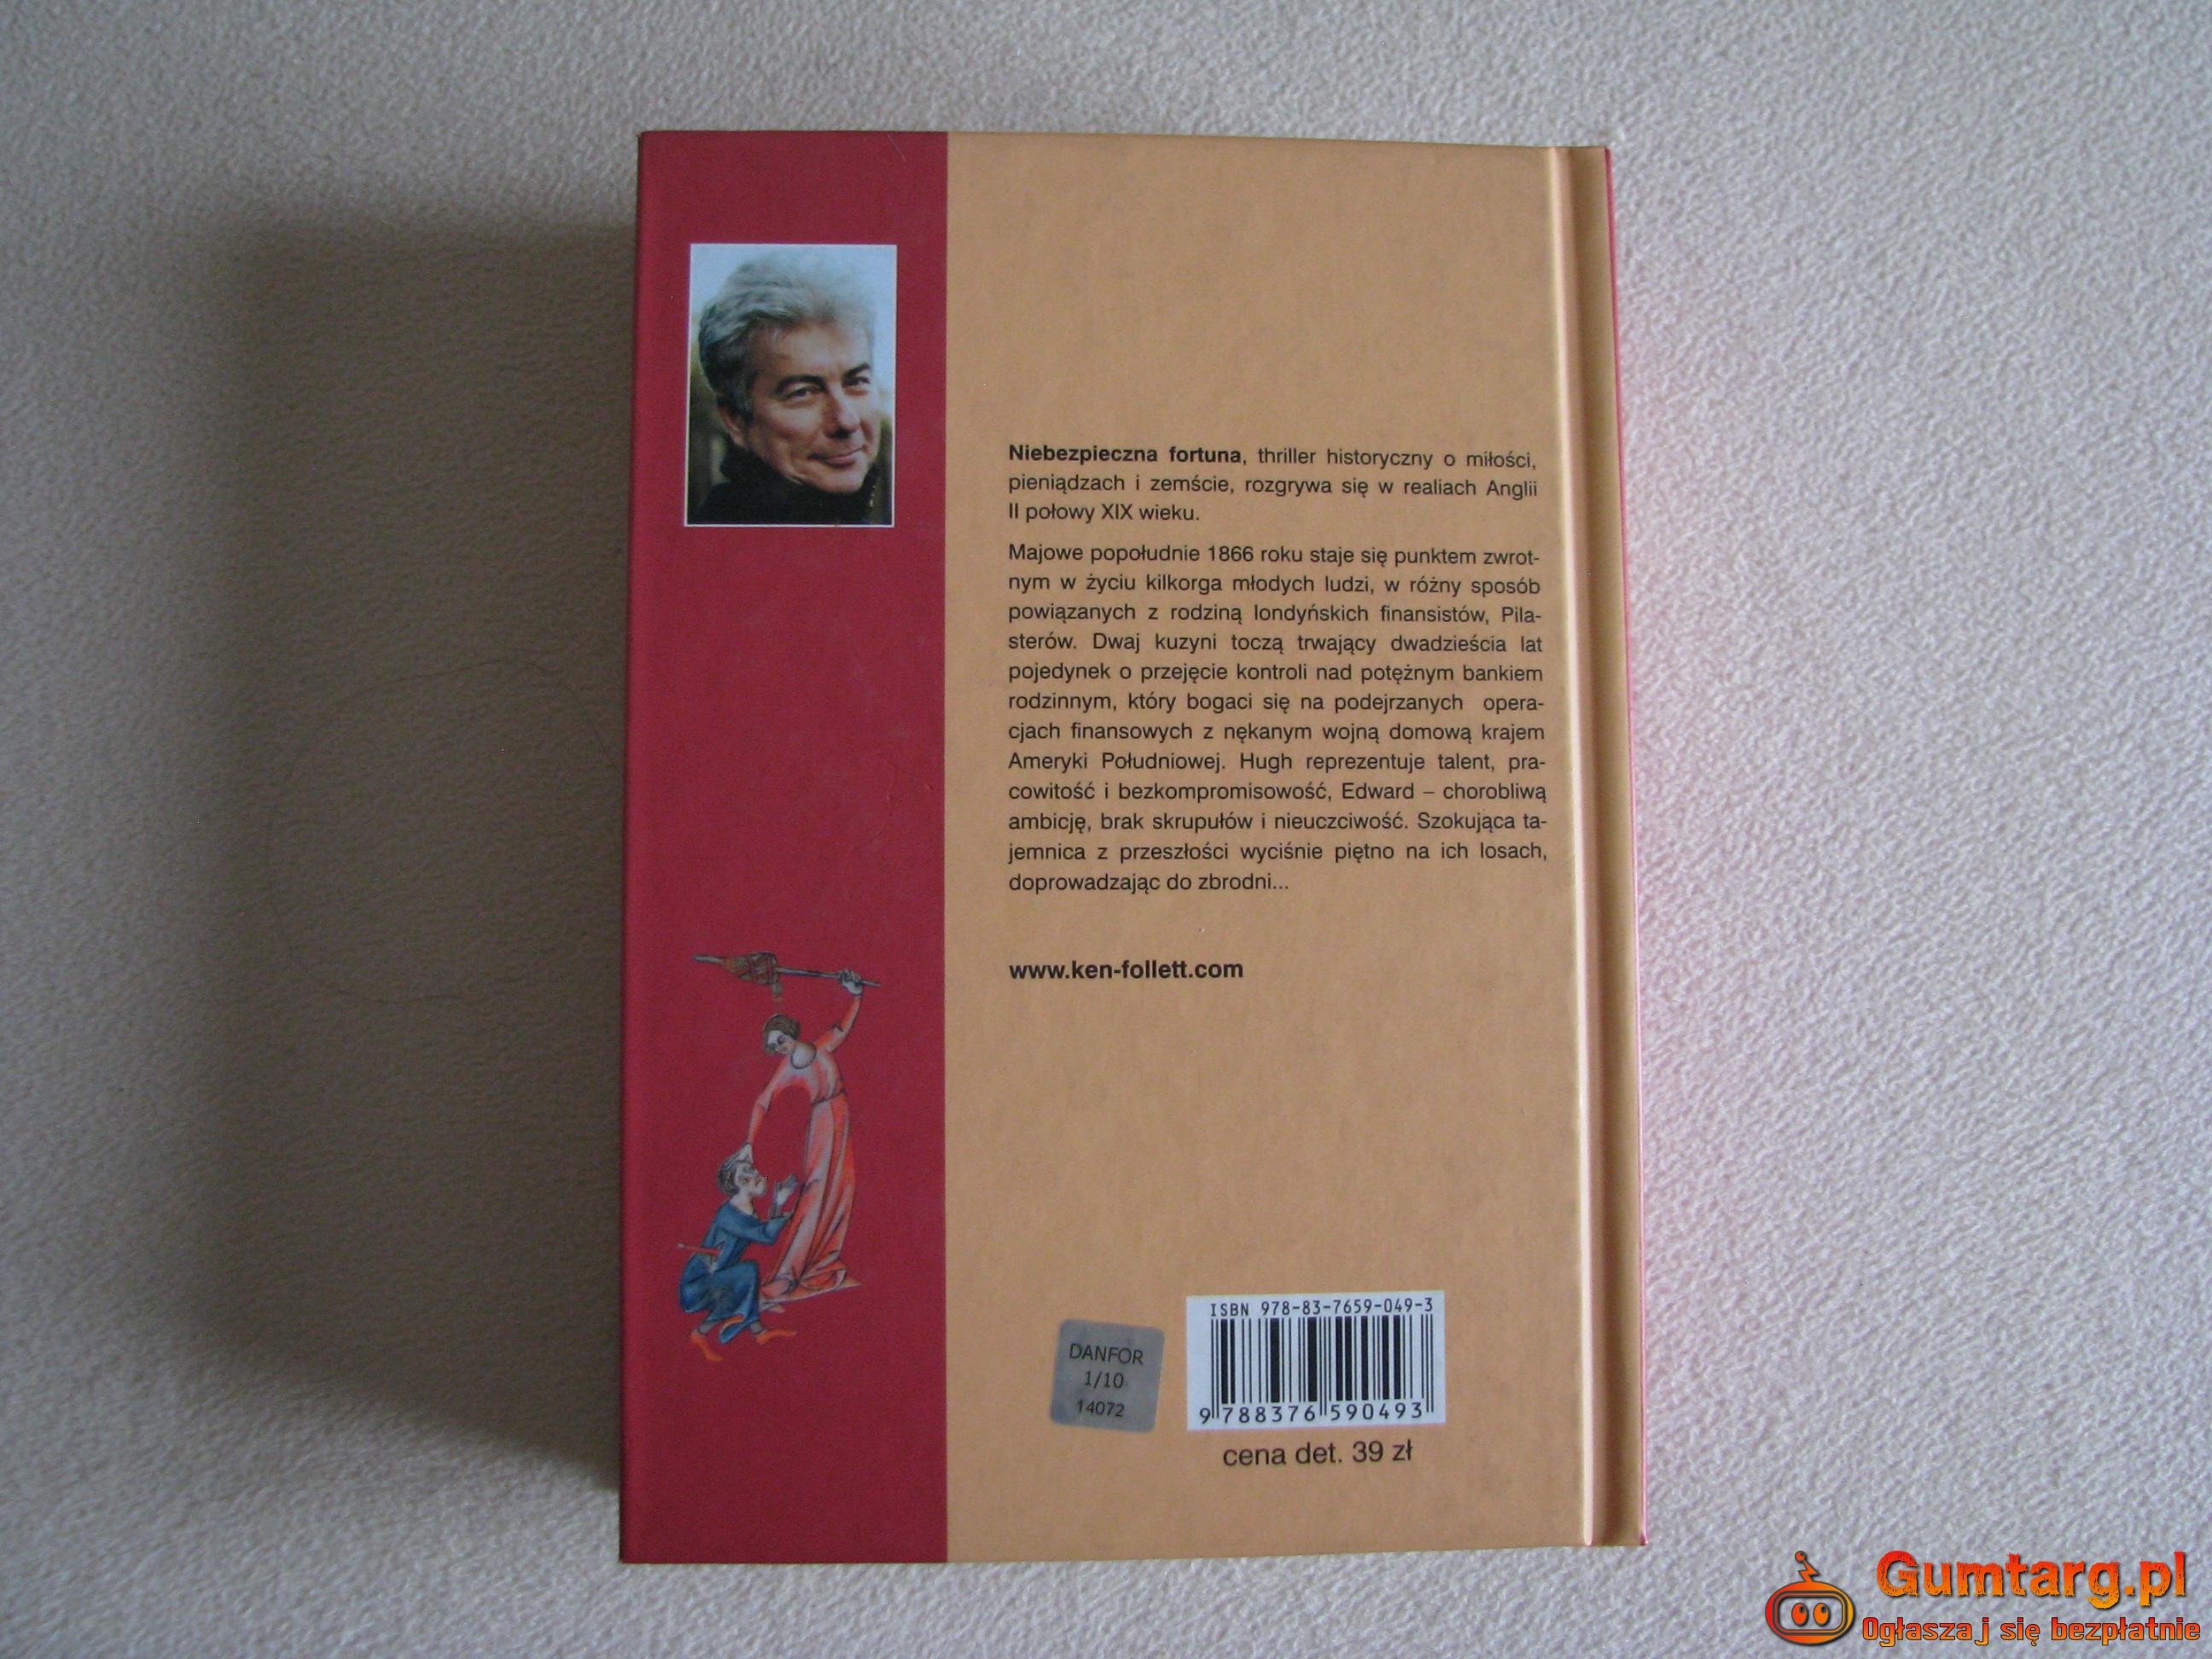 Niebezpieczna fortuna, thriller historyczny o miłości,
pieniądzach i zemście, rozgrywa się w realiach Anglii
II połowy XIX wieku.
Majowe popołudnie 1866 roku staje się punktem zwrot-
nym w życiu kilkorga młodych ludzi, w różny sposób
powiązanych z rodziną londyńskich finansistów, Pila-
sterów. Dwaj kuzyni toczą trwający dwadzieścia lat
pojedynek o przejęcie kontroli nad potężnym bankiem
rodzinnym, który bogaci się na podejrzanych opera-
cjach finansowych z nękanym wojną domową krajem
Ameryki Południowej. Hugh reprezentuje talent, pra-
cowitość i bezkompromisowość, Edward – chorobliwą
ambicję, brak skrupułów i nieuczciwość. Szokująca ta-
jemnica z przeszłości wyciśnie piętno na ich losach,
doprowadzając do zbrodni...
www.ken-follett.com
DANFOR
1/10
14072
ISBN 978-83-7659-049-3
9 788376 590493
cena det. 39 zł
Gumtarg.pl
Ogłaszaj się bezpłatnie